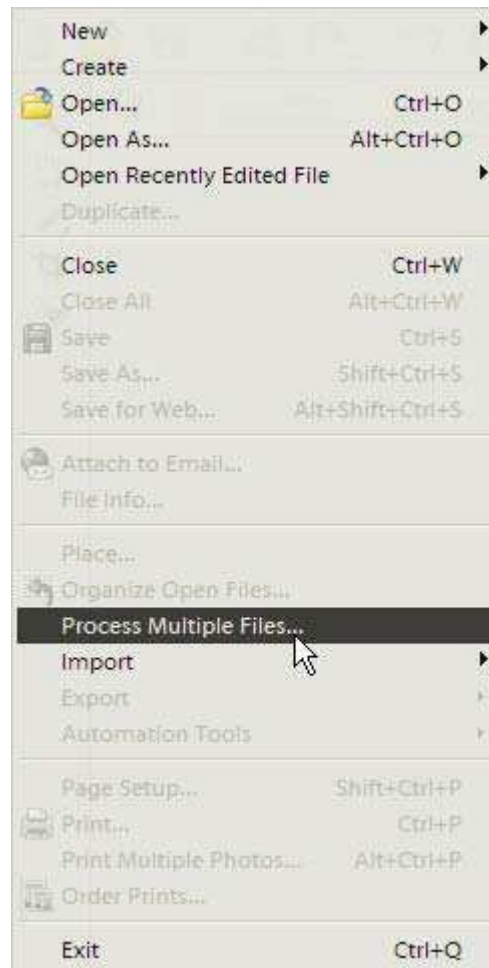 New
Create
Open... Ctrl+O
Open As... Alt+Ctrl+O
Open Recently Edited File
Duplicate...
Close Ctrl+W
Close All Alt+Ctrl+W
Save Ctrl+S
Save As... Shift+Ctrl+S
Save for Web... Alt+Shift+Ctrl+S
Attach to Email...
File Info...
Place...
Organize Open Files...
Process Multiple Files...
Import
Export
Automation Tools
Page Setup... Shift+Ctrl+P
Print... Ctrl+P
Print Multiple Photos... Alt+Ctrl+P
Order Prints...
Exit Ctrl+Q